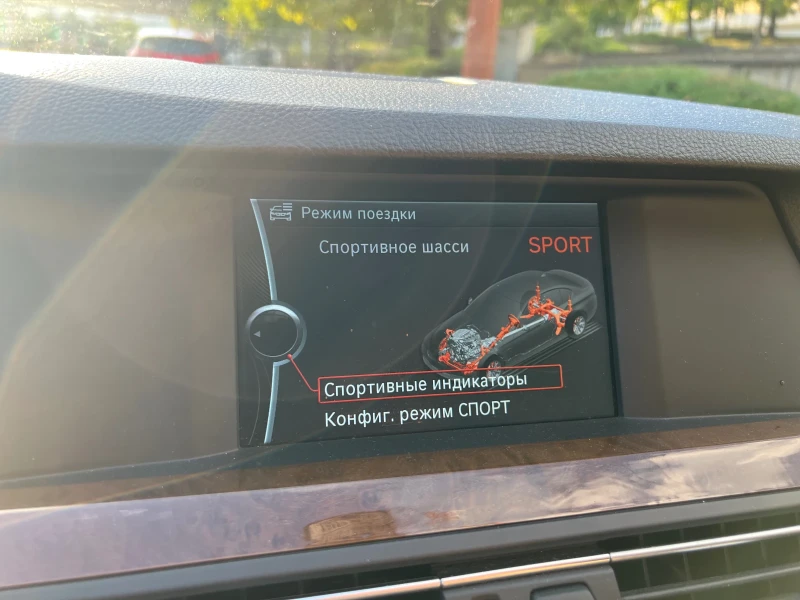 Режим поездки
Спортивное шасси SPORT
Спортивные индикаторы
Конфиг. режим СПОРТ